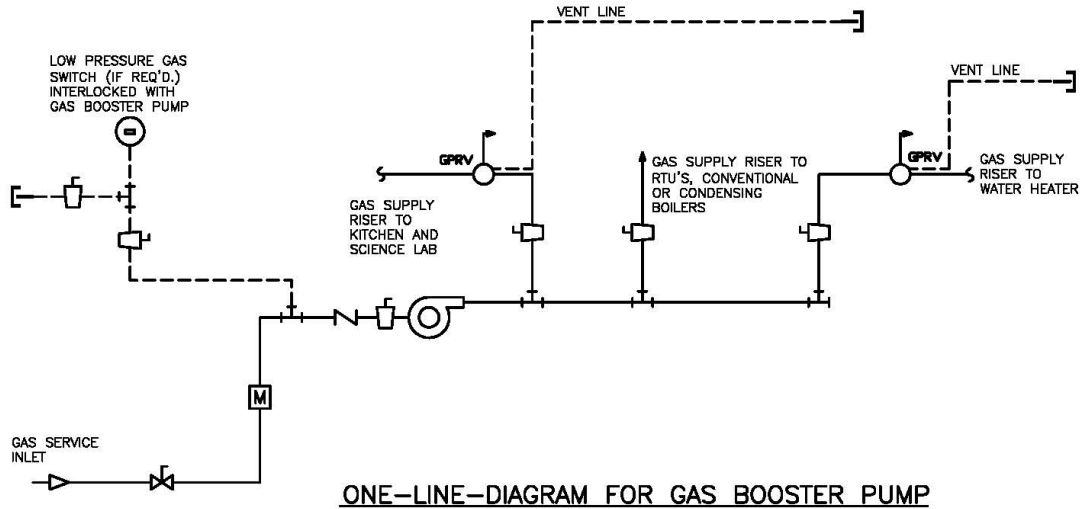 VENT LINE
LOW PRESSURE GAS
SWITCH (IF REQ'D.)
INTERLOCKED WITH
GAS BOOSTER PUMP
VENT LINE
GPRV
GAS SUPPLY
RISER TO
KITCHEN AND
SCIENCE LAB
GAS SUPPLY RISER TO
RTU'S, CONVENTIONAL
OR CONDENSING
BOILERS
GPRV
GAS SUPPLY
RISER TO
WATER HEATER
M
GAS SERVICE
INLET
ONE-LINE-DIAGRAM FOR GAS BOOSTER PUMP